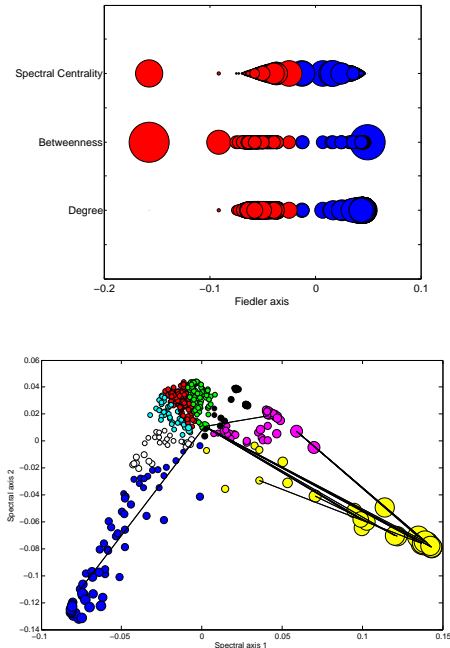 Spectral Centrality
Betweenness
Degree
−0.2 −0.1 0 0.1
Fiedler axis
0.06
0.04
0.02
0
−0.02
−0.04
−0.06
−0.08
−0.1
−0.12
−0.14
Spectral axis 2
−0.1 −0.05 0 0.05 0.1 0.15
Spectral axis 1